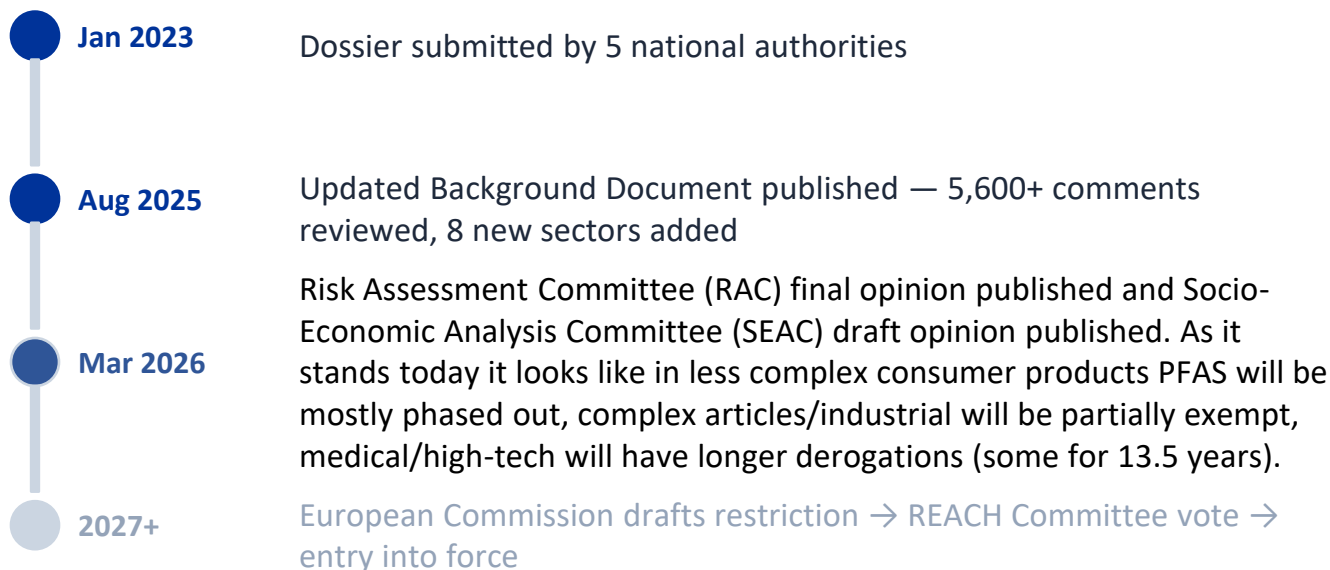 Jan 2023
Dossier submitted by 5 national authorities
Aug 2025
Updated Background Document published — 5,600+ comments
reviewed, 8 new sectors added
Mar 2026
Risk Assessment Committee (RAC) final opinion published and Socio-
Economic Analysis Committee (SEAC) draft opinion published. As it
stands today it looks like in less complex consumer products PFAS will be
mostly phased out, complex articles/industrial will be partially exempt,
medical/high-tech will have longer derogations (some for 13.5 years).
2027+
European Commission drafts restriction → REACH Committee vote →
entry into force